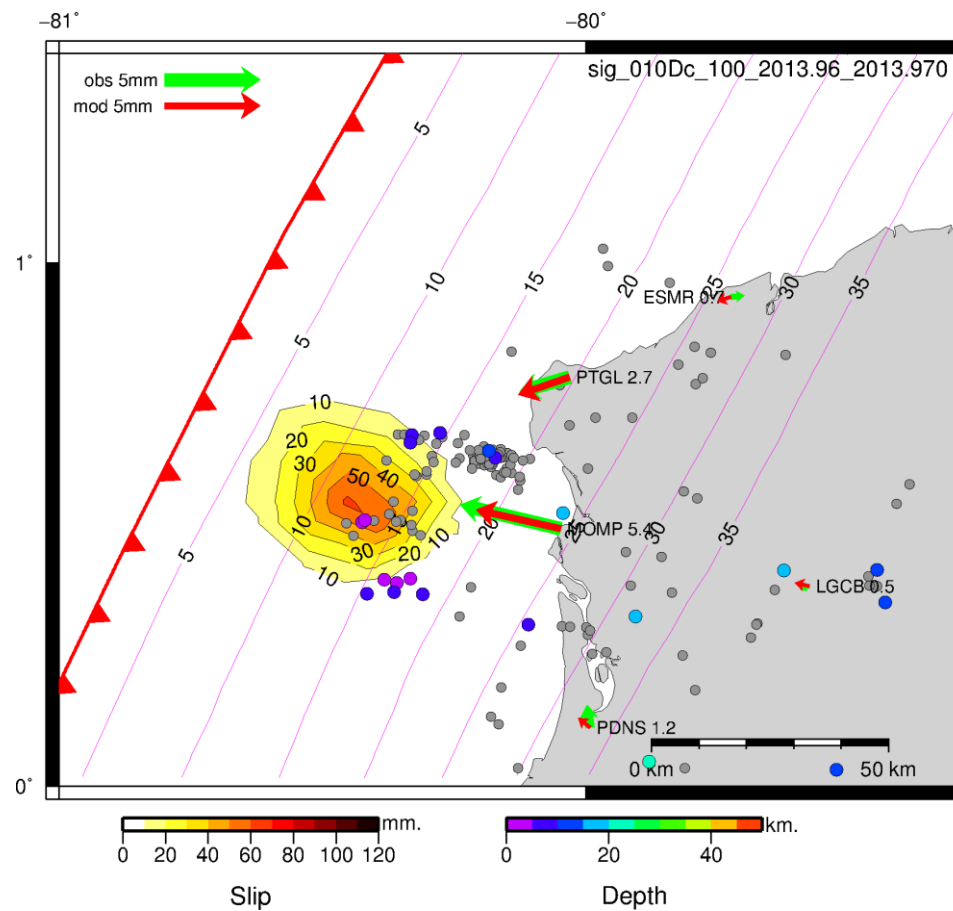 −81° −80°
sig_010Dc_100_2013.96_2013.970
obs 5mm
mod 5mm
5
1°
10
15
20
25
30
35
ESMR 0.7
5
PTGL 2.7
10
20
30
50
40
MOMP 5.4
10
5
10
30
20
10
20
25
30
35
10
LGCB 0.5
PDNS 1.2
0 km
50 km
0°
mm.
km.
0 20 40 60 80 100 120
0 20 40
Slip
Depth